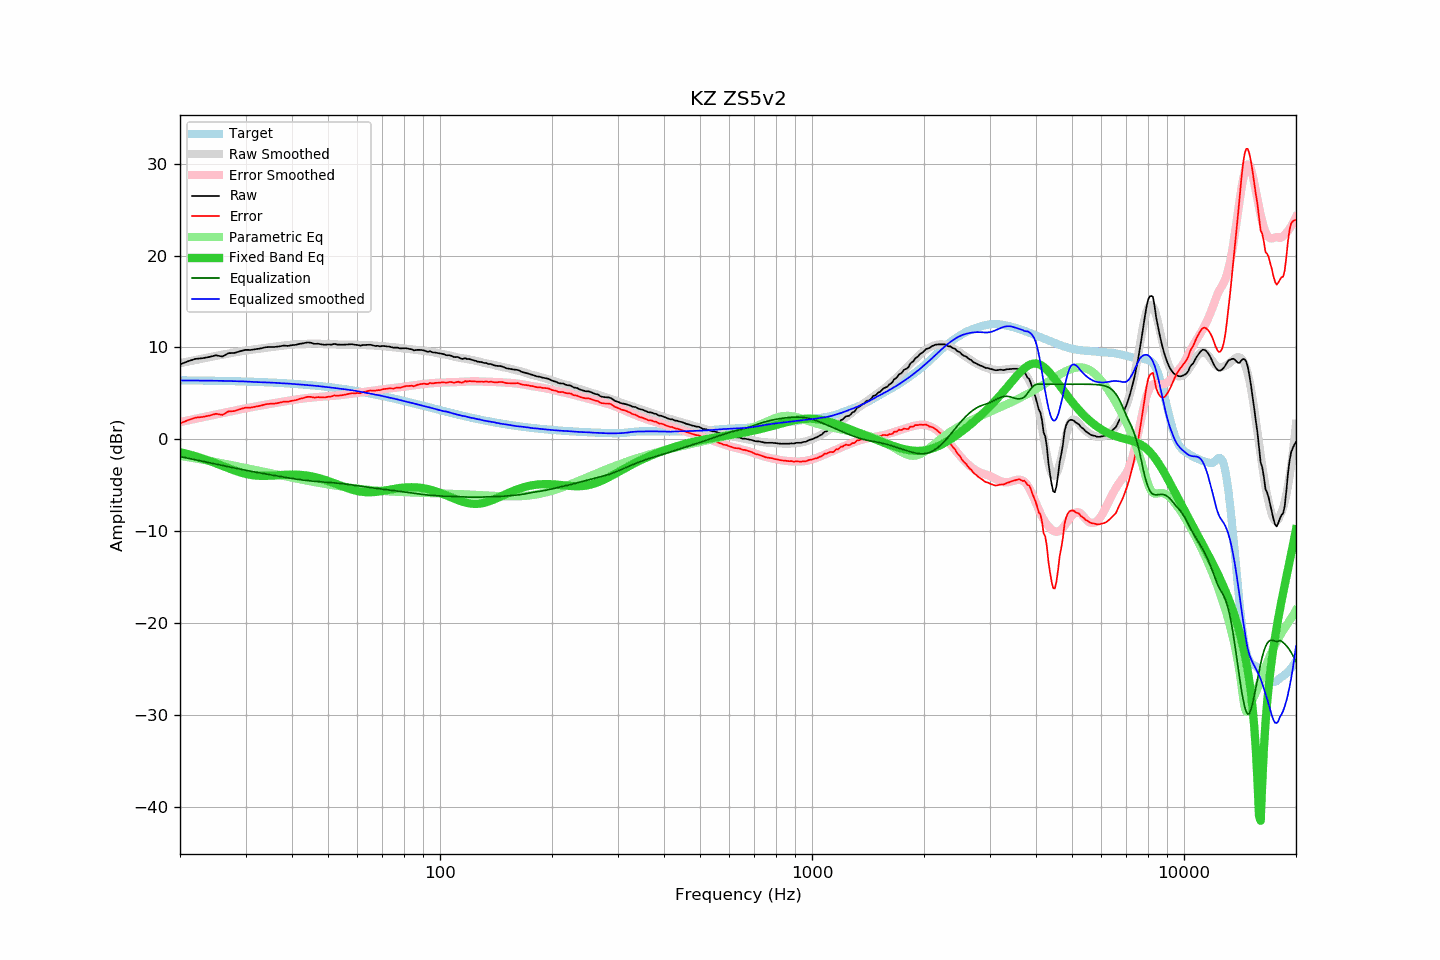 KZ ZS5v2
Target
Raw Smoothed
Error Smoothed
Raw
Error
Parametric Eq
Fixed Band Eq
Equalization
Equalized smoothed
30
20
10
0
−10
−20
−30
−40
Amplitude (dBr)
100
1000
10000
Frequency (Hz)